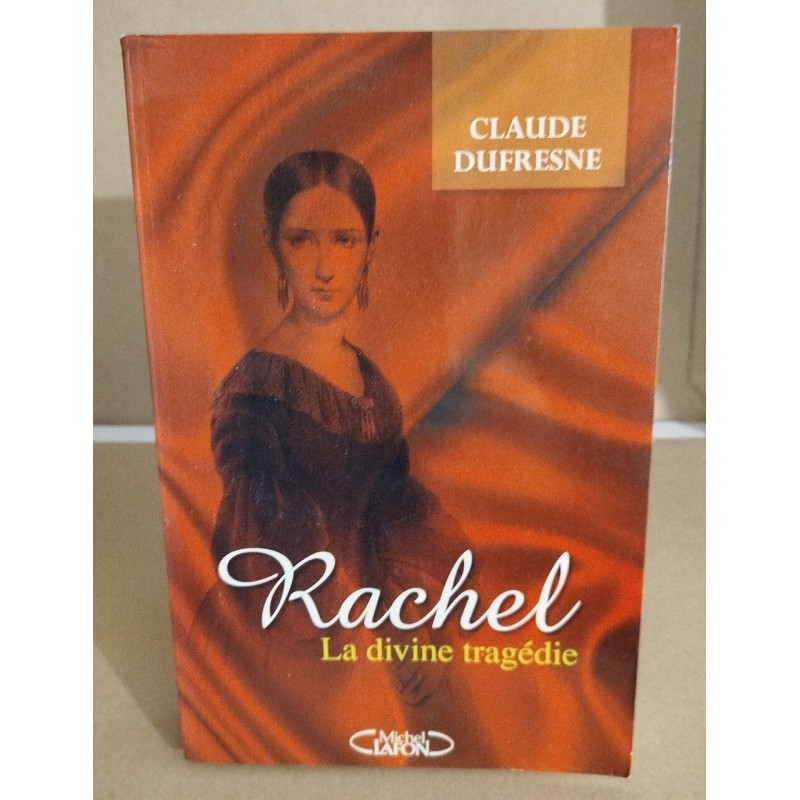 CLAUDE
DUFRESNE
Rachel
La divine tragédie
Michel
LAFON